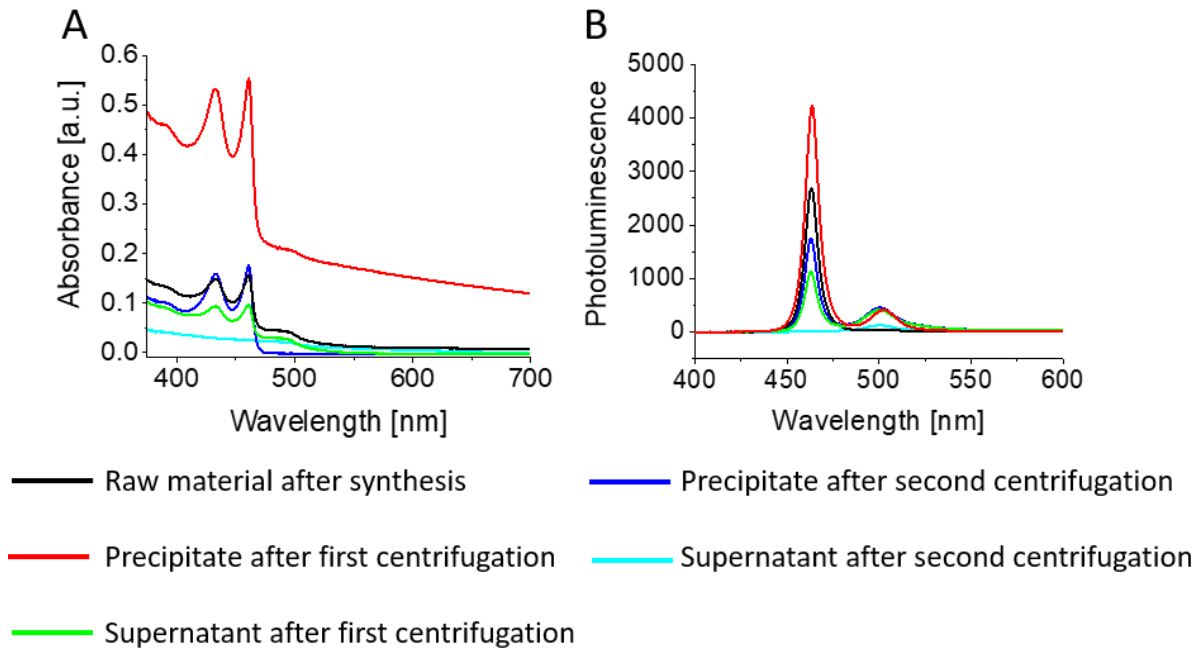 A
B
0.6
0.5
0.4
0.3
0.2
0.1
0.0
Absorbance [a.u.]
400 500 600 700
Wavelength [nm]
5000
4000
3000
2000
1000
0
Photoluminescence
400 450 500 550 600
Wavelength [nm]
Raw material after synthesis
Precipitate after second centrifugation
Precipitate after first centrifugation
Supernatant after second centrifugation
Supernatant after first centrifugation